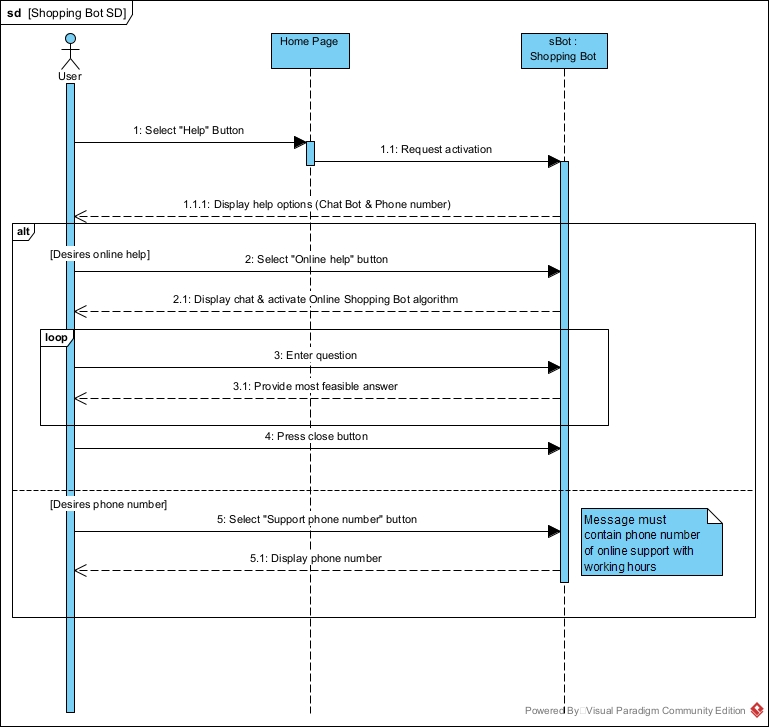 sd [Shopping Bot SD]
Home Page
sBot :
Shopping Bot
User
1: Select "Help" Button
1.1: Request activation
1.1.1: Display help options (Chat Bot & Phone number)
alt
[Desires online help]
2: Select "Online help" button
2.1: Display chat & activate Online Shopping Bot algorithm
loop
3: Enter question
3.1: Provide most feasible answer
4: Press close button
[Desires phone number]
5: Select "Support phone number" button
Message must
contain phone number
of online support with
working hours
5.1: Display phone number
Powered By Visual Paradigm Community Edition